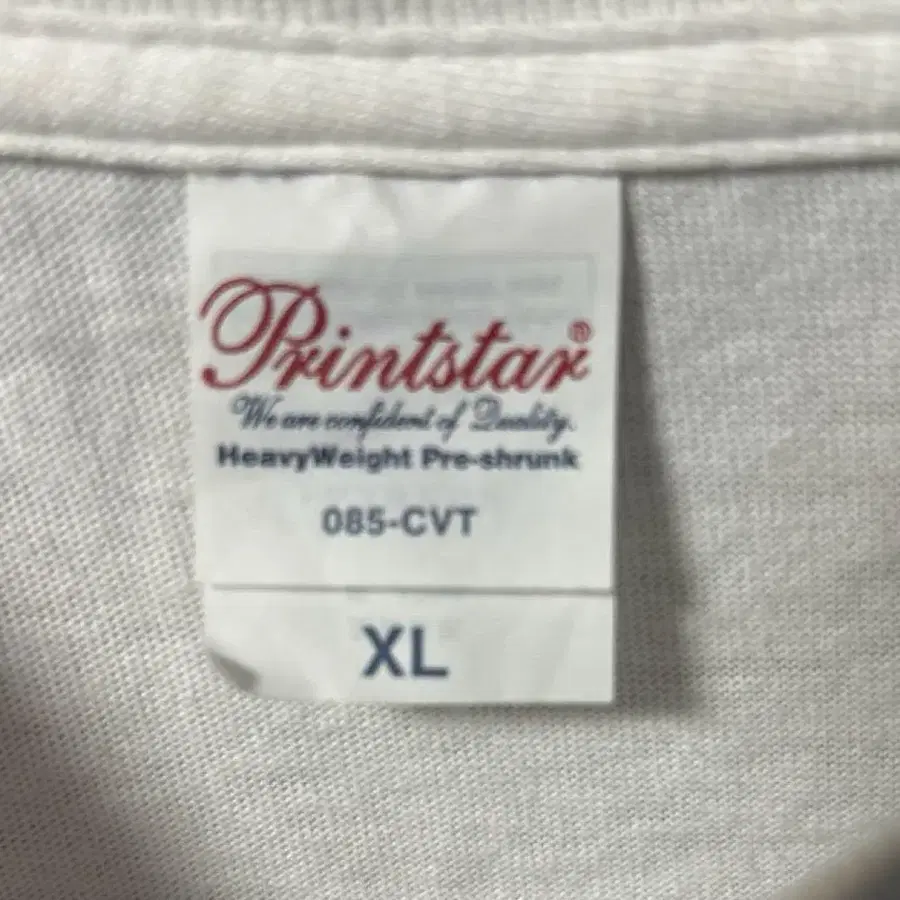 Printstar®
We are confident of Quality.
HeavyWeight Pre-shrunk
085-CVT
XL